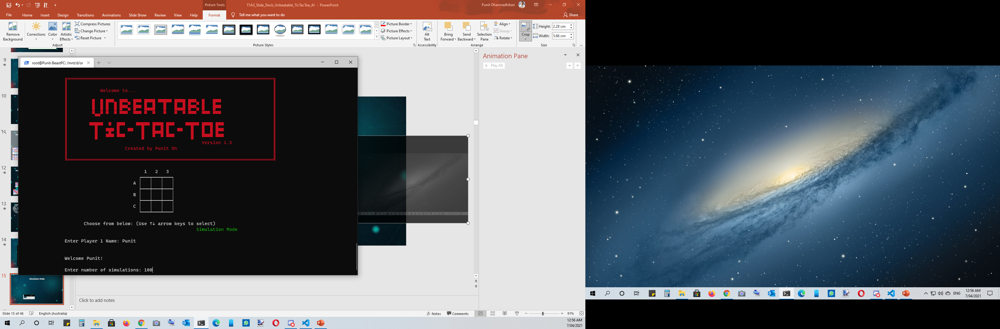 Picture Tools
T1A3_Slide_Deck_Unbeatable_TicTacToe_AI - PowerPoint
Punit Dharmadhikari
File Home Insert Design Transitions Animations Slide Show Review View Help Format Tell me what you want to do Share
Remove Background
Corrections
Color
Artistic Effects
Compress Pictures
Change Picture
Reset Picture
Adjust
Picture Styles
Picture Border
Picture Effects
Picture Layout
Alt Text
Accessibility
Bring Forward
Send Backward
Selection Pane
Align
Group
Rotate
Arrange
Crop
Height: 2.28 cm
Width: 5.66 cm
Size
9
10
11
12
13
14
15
Simulation Mode
root@Punit-BeastPC: /mnt/d/or
Welcome to...
UNBEATABLE
TiC-TAC-TOE
Version 1.5
Created by Punit Dh
1 2 3
A
B
C
Choose from below: (Use ↑↓ arrow keys to select)
Simulation Mode
Enter Player 1 Name: Punit
Welcome Punit!
Enter number of simulations: 100
Animation Pane
Play All
Click to add notes
Slide 15 of 46 English (Australia) Notes Comments 91%
12:56 AM
7/04/2021
ENG
12:56 AM
7/04/2021